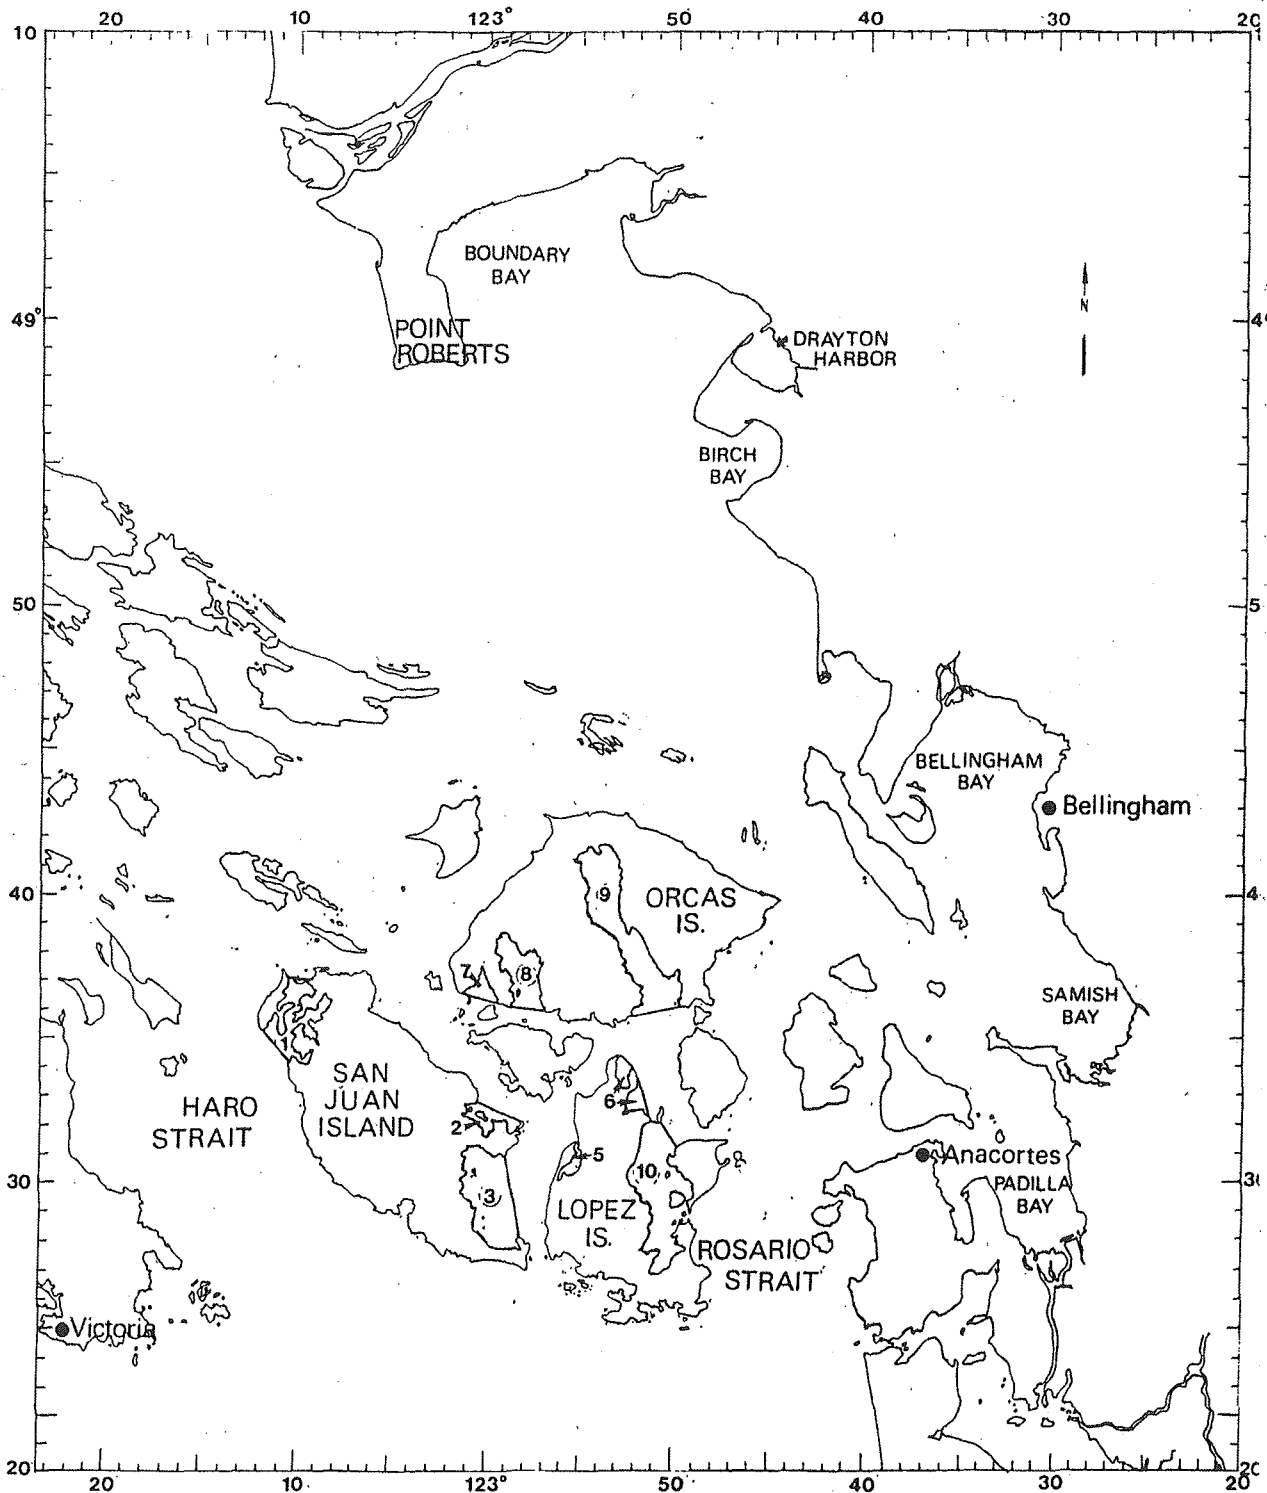 20 10 123° 50 40 30 20
10
BOUNDARY
BAY
N
49°
POINT
ROBERTS
DRAYTON
HARBOR
BIRCH
BAY
50
BELLINGHAM
BAY
Bellingham
40
9
ORCAS
IS.
7
8
SAMISH
BAY
1
SAN
JUAN
ISLAND
HARO
STRAIT
6
2
5
Anacortes
30
3
10
PADILLA
BAY
LOPEZ
IS.
ROSARIO
STRAIT
Victoria
20
20 10 123° 50 40 30 20